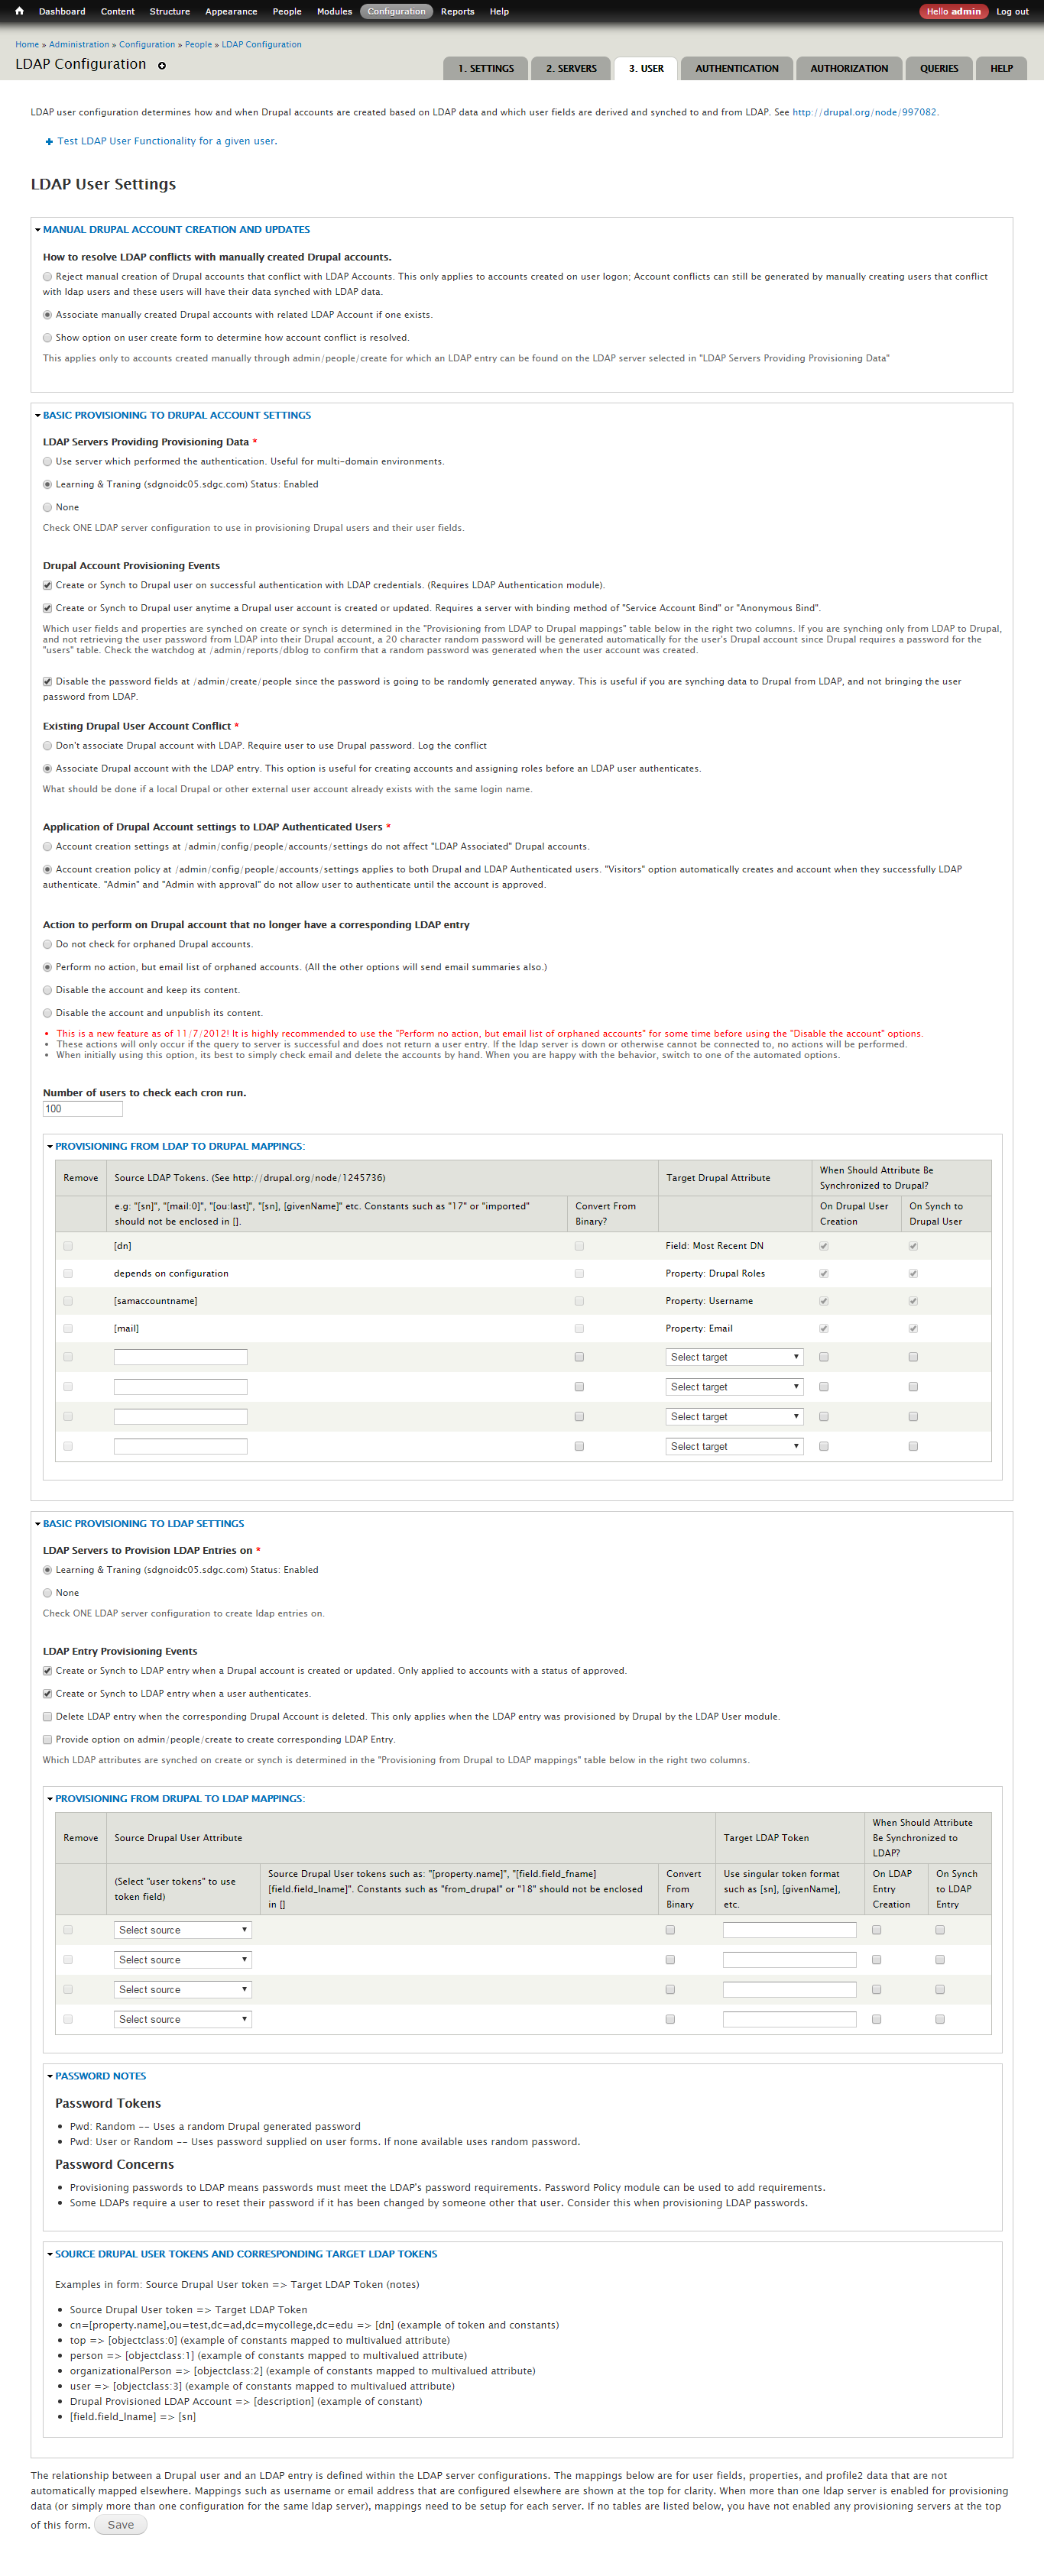 Dashboard Content Structure Appearance People Modules Configuration Reports Help Hello admin Log out
Home » Administration » Configuration » People » LDAP Configuration
LDAP Configuration
1. SETTINGS 2. SERVERS 3. USER AUTHENTICATION AUTHORIZATION QUERIES HELP
LDAP user configuration determines how and when Drupal accounts are created based on LDAP data and which user fields are derived and synched to and from LDAP. See http://drupal.org/node/997082.
Test LDAP User Functionality for a given user.
LDAP User Settings
MANUAL DRUPAL ACCOUNT CREATION AND UPDATES
How to resolve LDAP conflicts with manually created Drupal accounts.
Reject manual creation of Drupal accounts that conflict with LDAP Accounts. This only applies to accounts created on user logon; Account conflicts can still be generated by manually creating users that conflict
with ldap users and these users will have their data synched with LDAP data.
Associate manually created Drupal accounts with related LDAP Account if one exists.
Show option on user create form to determine how account conflict is resolved.
This applies only to accounts created manually through admin/people/create for which an LDAP entry can be found on the LDAP server selected in "LDAP Servers Providing Provisioning Data"
BASIC PROVISIONING TO DRUPAL ACCOUNT SETTINGS
LDAP Servers Providing Provisioning Data *
Use server which performed the authentication. Useful for multi-domain environments.
Learning & Traning (sdgnoidc05.sdgc.com) Status: Enabled
None
Check ONE LDAP server configuration to use in provisioning Drupal users and their user fields.
Drupal Account Provisioning Events
Create or Synch to Drupal user on successful authentication with LDAP credentials. (Requires LDAP Authentication module).
Create or Synch to Drupal user anytime a Drupal user account is created or updated. Requires a server with binding method of "Service Account Bind" or "Anonymous Bind".
Which user fields and properties are synched on create or synch is determined in the "Provisioning from LDAP to Drupal mappings" table below in the right two columns. If you are synching only from LDAP to Drupal,
and not retrieving the user password from LDAP into their Drupal account, a 20 character random password will be generated automatically for the user's Drupal account since Drupal requires a password for the
"users" table. Check the watchdog at /admin/reports/dblog to confirm that a random password was generated when the user account was created.
Disable the password fields at /admin/create/people since the password is going to be randomly generated anyway. This is useful if you are synching data to Drupal from LDAP, and not bringing the user
password from LDAP.
Existing Drupal User Account Conflict *
Don't associate Drupal account with LDAP. Require user to use Drupal password. Log the conflict
Associate Drupal account with the LDAP entry. This option is useful for creating accounts and assigning roles before an LDAP user authenticates.
What should be done if a local Drupal or other external user account already exists with the same login name.
Application of Drupal Account settings to LDAP Authenticated Users *
Account creation settings at /admin/config/people/accounts/settings do not affect "LDAP Associated" Drupal accounts.
Account creation policy at /admin/config/people/accounts/settings applies to both Drupal and LDAP Authenticated users. "Visitors" option automatically creates and account when they successfully LDAP
authenticate. "Admin" and "Admin with approval" do not allow user to authenticate until the account is approved.
Action to perform on Drupal account that no longer have a corresponding LDAP entry
Do not check for orphaned Drupal accounts.
Perform no action, but email list of orphaned accounts. (All the other options will send email summaries also.)
Disable the account and keep its content.
Disable the account and unpublish its content.
• This is a new feature as of 11/7/2012! It is highly recommended to use the "Perform no action, but email list of orphaned accounts" for some time before using the "Disable the account" options.
• These actions will only occur if the query to server is successful and does not return a user entry. If the ldap server is down or otherwise cannot be connected to, no actions will be performed.
• When initially using this option, its best to simply check email and delete the accounts by hand. When you are happy with the behavior, switch to one of the automated options.
Number of users to check each cron run.
100
PROVISIONING FROM LDAP TO DRUPAL MAPPINGS:
Remove Source LDAP Tokens. (See http://drupal.org/node/1245736) Target Drupal Attribute When Should Attribute Be
Synchronized to Drupal?
e.g: "[sn]", "[mail:0]", "[ou:last]", "[sn], [givenName]" etc. Constants such as "17" or "imported" Convert From On Drupal User On Synch to
should not be enclosed in []. Binary? Creation Drupal User
[dn] Field: Most Recent DN
depends on configuration Property: Drupal Roles
[samaccountname] Property: Username
[mail] Property: Email
Select target
Select target
Select target
Select target
BASIC PROVISIONING TO LDAP SETTINGS
LDAP Servers to Provision LDAP Entries on *
Learning & Traning (sdgnoidc05.sdgc.com) Status: Enabled
None
Check ONE LDAP server configuration to create ldap entries on.
LDAP Entry Provisioning Events
Create or Synch to LDAP entry when a Drupal account is created or updated. Only applied to accounts with a status of approved.
Create or Synch to LDAP entry when a user authenticates.
Delete LDAP entry when the corresponding Drupal Account is deleted. This only applies when the LDAP entry was provisioned by Drupal by the LDAP User module.
Provide option on admin/people/create to create corresponding LDAP Entry.
Which LDAP attributes are synched on create or synch is determined in the "Provisioning from Drupal to LDAP mappings" table below in the right two columns.
PROVISIONING FROM DRUPAL TO LDAP MAPPINGS:
When Should Attribute
Remove Source Drupal User Attribute Target LDAP Token Be Synchronized to
LDAP?
(Select "user tokens" to use Source Drupal User tokens such as: "[property.name]", "[field.field_fname] Convert Use singular token format On LDAP On Synch
token field) [field.field_lname]". Constants such as "from_drupal" or "18" should not be enclosed From such as [sn], [givenName], Entry to LDAP
in [] Binary etc. Creation Entry
Select source
Select source
Select source
Select source
PASSWORD NOTES
Password Tokens
• Pwd: Random -- Uses a random Drupal generated password
• Pwd: User or Random -- Uses password supplied on user forms. If none available uses random password.
Password Concerns
• Provisioning passwords to LDAP means passwords must meet the LDAP's password requirements. Password Policy module can be used to add requirements.
• Some LDAPs require a user to reset their password if it has been changed by someone other that user. Consider this when provisioning LDAP passwords.
SOURCE DRUPAL USER TOKENS AND CORRESPONDING TARGET LDAP TOKENS
Examples in form: Source Drupal User token => Target LDAP Token (notes)
• Source Drupal User token => Target LDAP Token
• cn=[property.name],ou=test,dc=ad,dc=mycollege,dc=edu => [dn] (example of token and constants)
• top => [objectclass:0] (example of constants mapped to multivalued attribute)
• person => [objectclass:1] (example of constants mapped to multivalued attribute)
• organizationalPerson => [objectclass:2] (example of constants mapped to multivalued attribute)
• user => [objectclass:3] (example of constants mapped to multivalued attribute)
• Drupal Provisioned LDAP Account => [description] (example of constant)
• [field.field_lname] => [sn]
The relationship between a Drupal user and an LDAP entry is defined within the LDAP server configurations. The mappings below are for user fields, properties, and profile2 data that are not
automatically mapped elsewhere. Mappings such as username or email address that are configured elsewhere are shown at the top for clarity. When more than one ldap server is enabled for provisioning
data (or simply more than one configuration for the same ldap server), mappings need to be setup for each server. If no tables are listed below, you have not enabled any provisioning servers at the top
of this form. Save